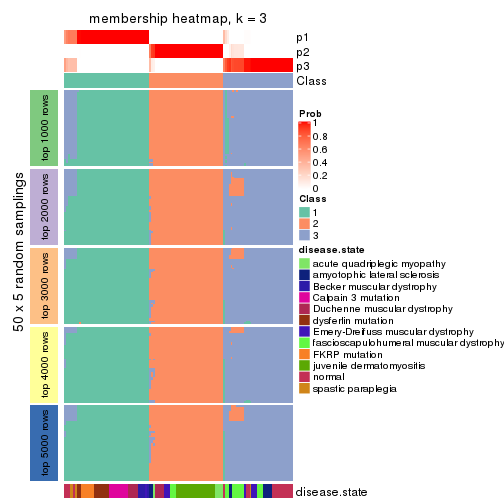 membership heatmap, k = 3
p1
p2
p3
Class
50 x 5 random samplings
top 1000 rows
top 2000 rows
top 3000 rows
top 4000 rows
top 5000 rows
Prob
1
0.8
0.6
0.4
0.2
0
Class
1
2
3
disease.state
acute quadriplegic myopathy
amyotophic lateral sclerosis
Becker muscular dystrophy
Calpain 3 mutation
Duchenne muscular dystrophy
dysferlin mutation
Emery-Dreifuss muscular dystrophy
fascioscapulohumeral muscular dystrophy
FKRP mutation
juvenile dermatomyositis
normal
spastic paraplegia
disease.state